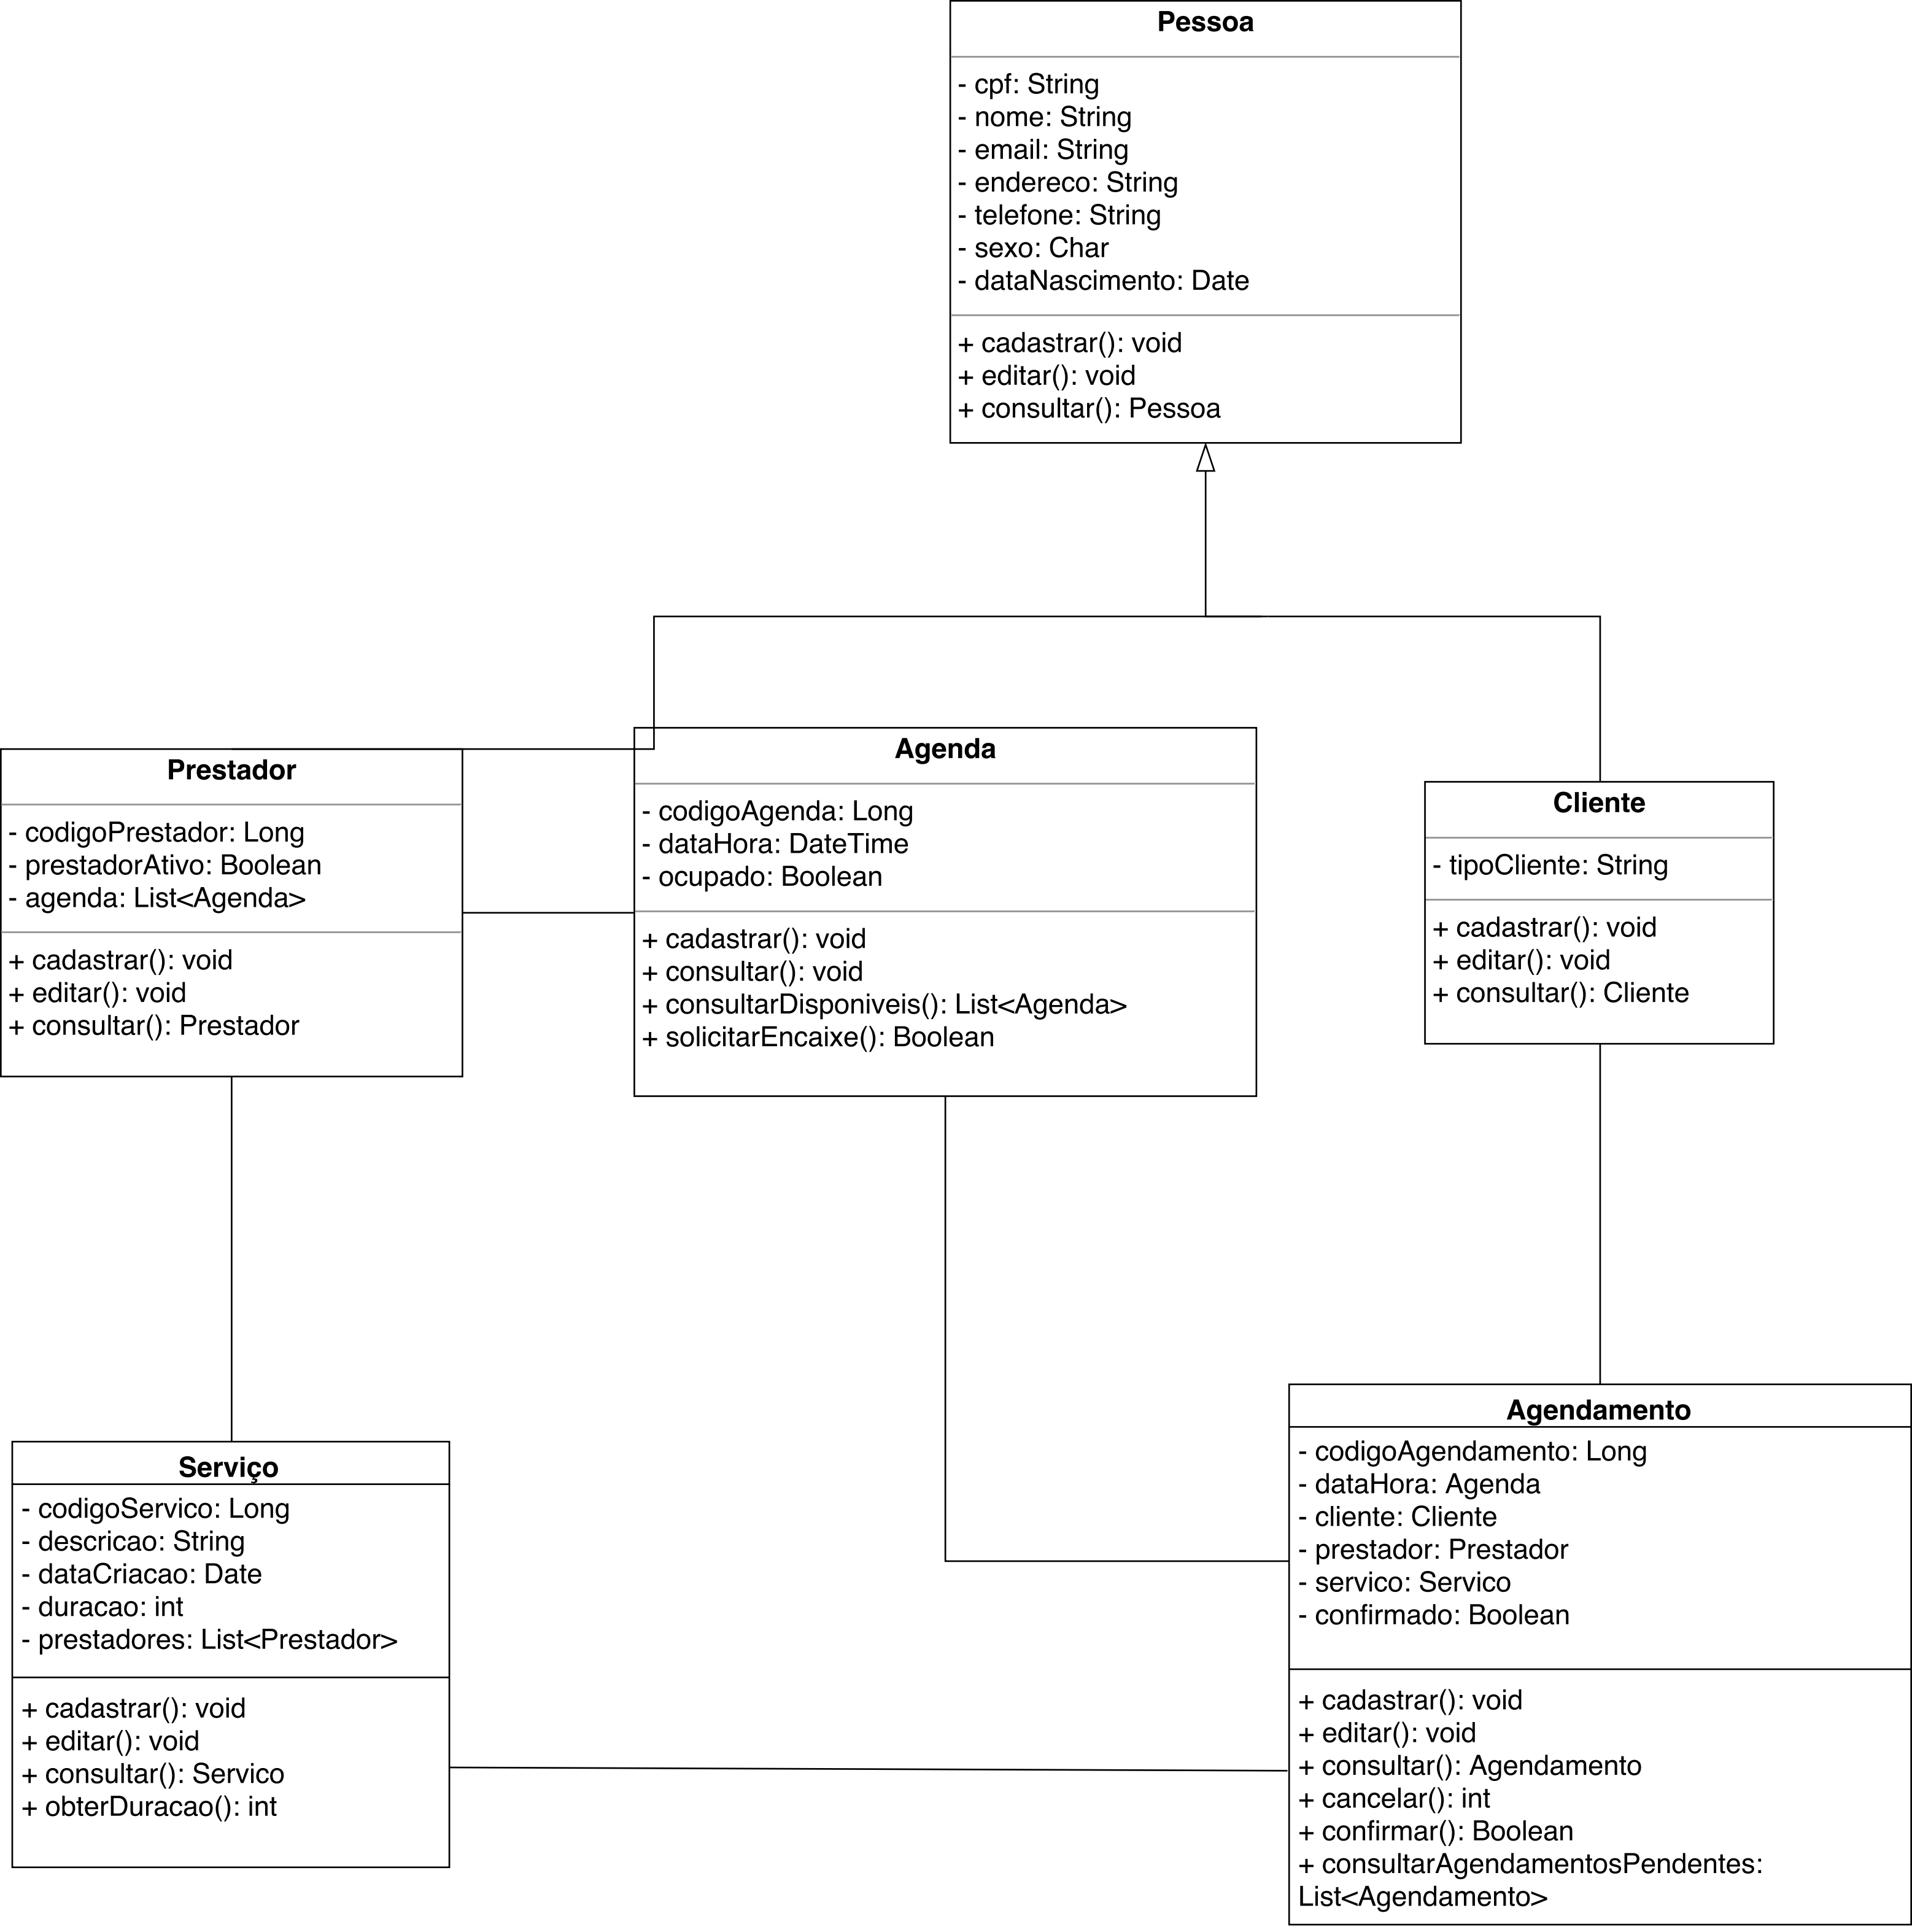 Pessoa
- cpf: String
- nome: String
- email: String
- endereco: String
- telefone: String
- sexo: Char
- dataNascimento: Date
+ cadastrar(): void
+ editar(): void
+ consultar(): Pessoa
Prestador
- codigoPrestador: Long
- prestadorAtivo: Boolean
- agenda: List<Agenda>
+ cadastrar(): void
+ editar(): void
+ consultar(): Prestador
Agenda
- codigoAgenda: Long
- dataHora: DateTime
- ocupado: Boolean
+ cadastrar(): void
+ consultar(): void
+ consultarDisponiveis(): List<Agenda>
+ solicitarEncaixe(): Boolean
Cliente
- tipoCliente: String
+ cadastrar(): void
+ editar(): void
+ consultar(): Cliente
Serviço
- codigoServico: Long
- descricao: String
- dataCriacao: Date
- duracao: int
- prestadores: List<Prestador>
+ cadastrar(): void
+ editar(): void
+ consultar(): Servico
+ obterDuracao(): int
Agendamento
- codigoAgendamento: Long
- dataHora: Agenda
- cliente: Cliente
- prestador: Prestador
- servico: Servico
- confirmado: Boolean
+ cadastrar(): void
+ editar(): void
+ consultar(): Agendamento
+ cancelar(): int
+ confirmar(): Boolean
+ consultarAgendamentosPendentes:
List<Agendamento>